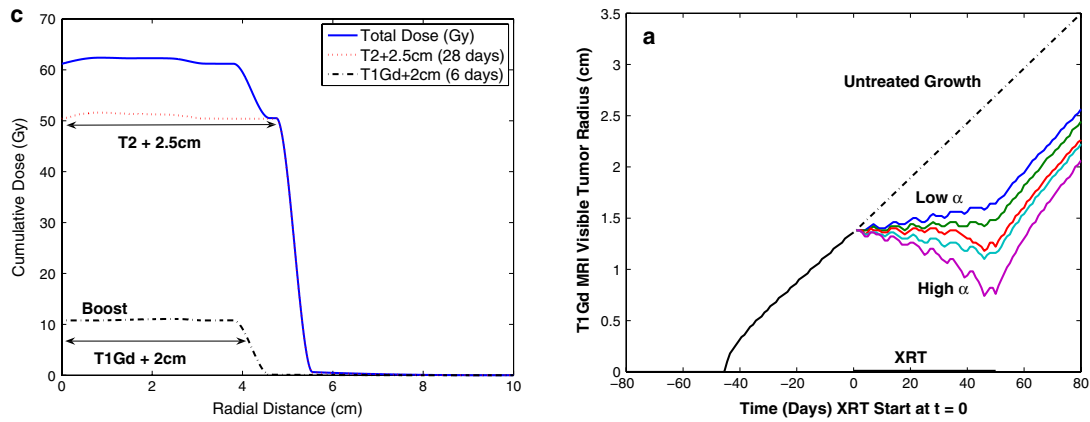 c
70
60
50
40
30
20
10
0
Cumulative Dose (Gy)
Total Dose (Gy)
T2+2.5cm (28 days)
T1Gd+2cm (6 days)
T2 + 2.5cm
Boost
T1Gd + 2cm
0 2 4 6 8 10
Radial Distance (cm)
a
3.5
3
2.5
2
1.5
1
0.5
0
T1Gd MRI Visible Tumor Radius (cm)
Untreated Growth
Low α
High α
XRT
−80 −60 −40 −20 0 20 40 60 80
Time (Days) XRT Start at t = 0